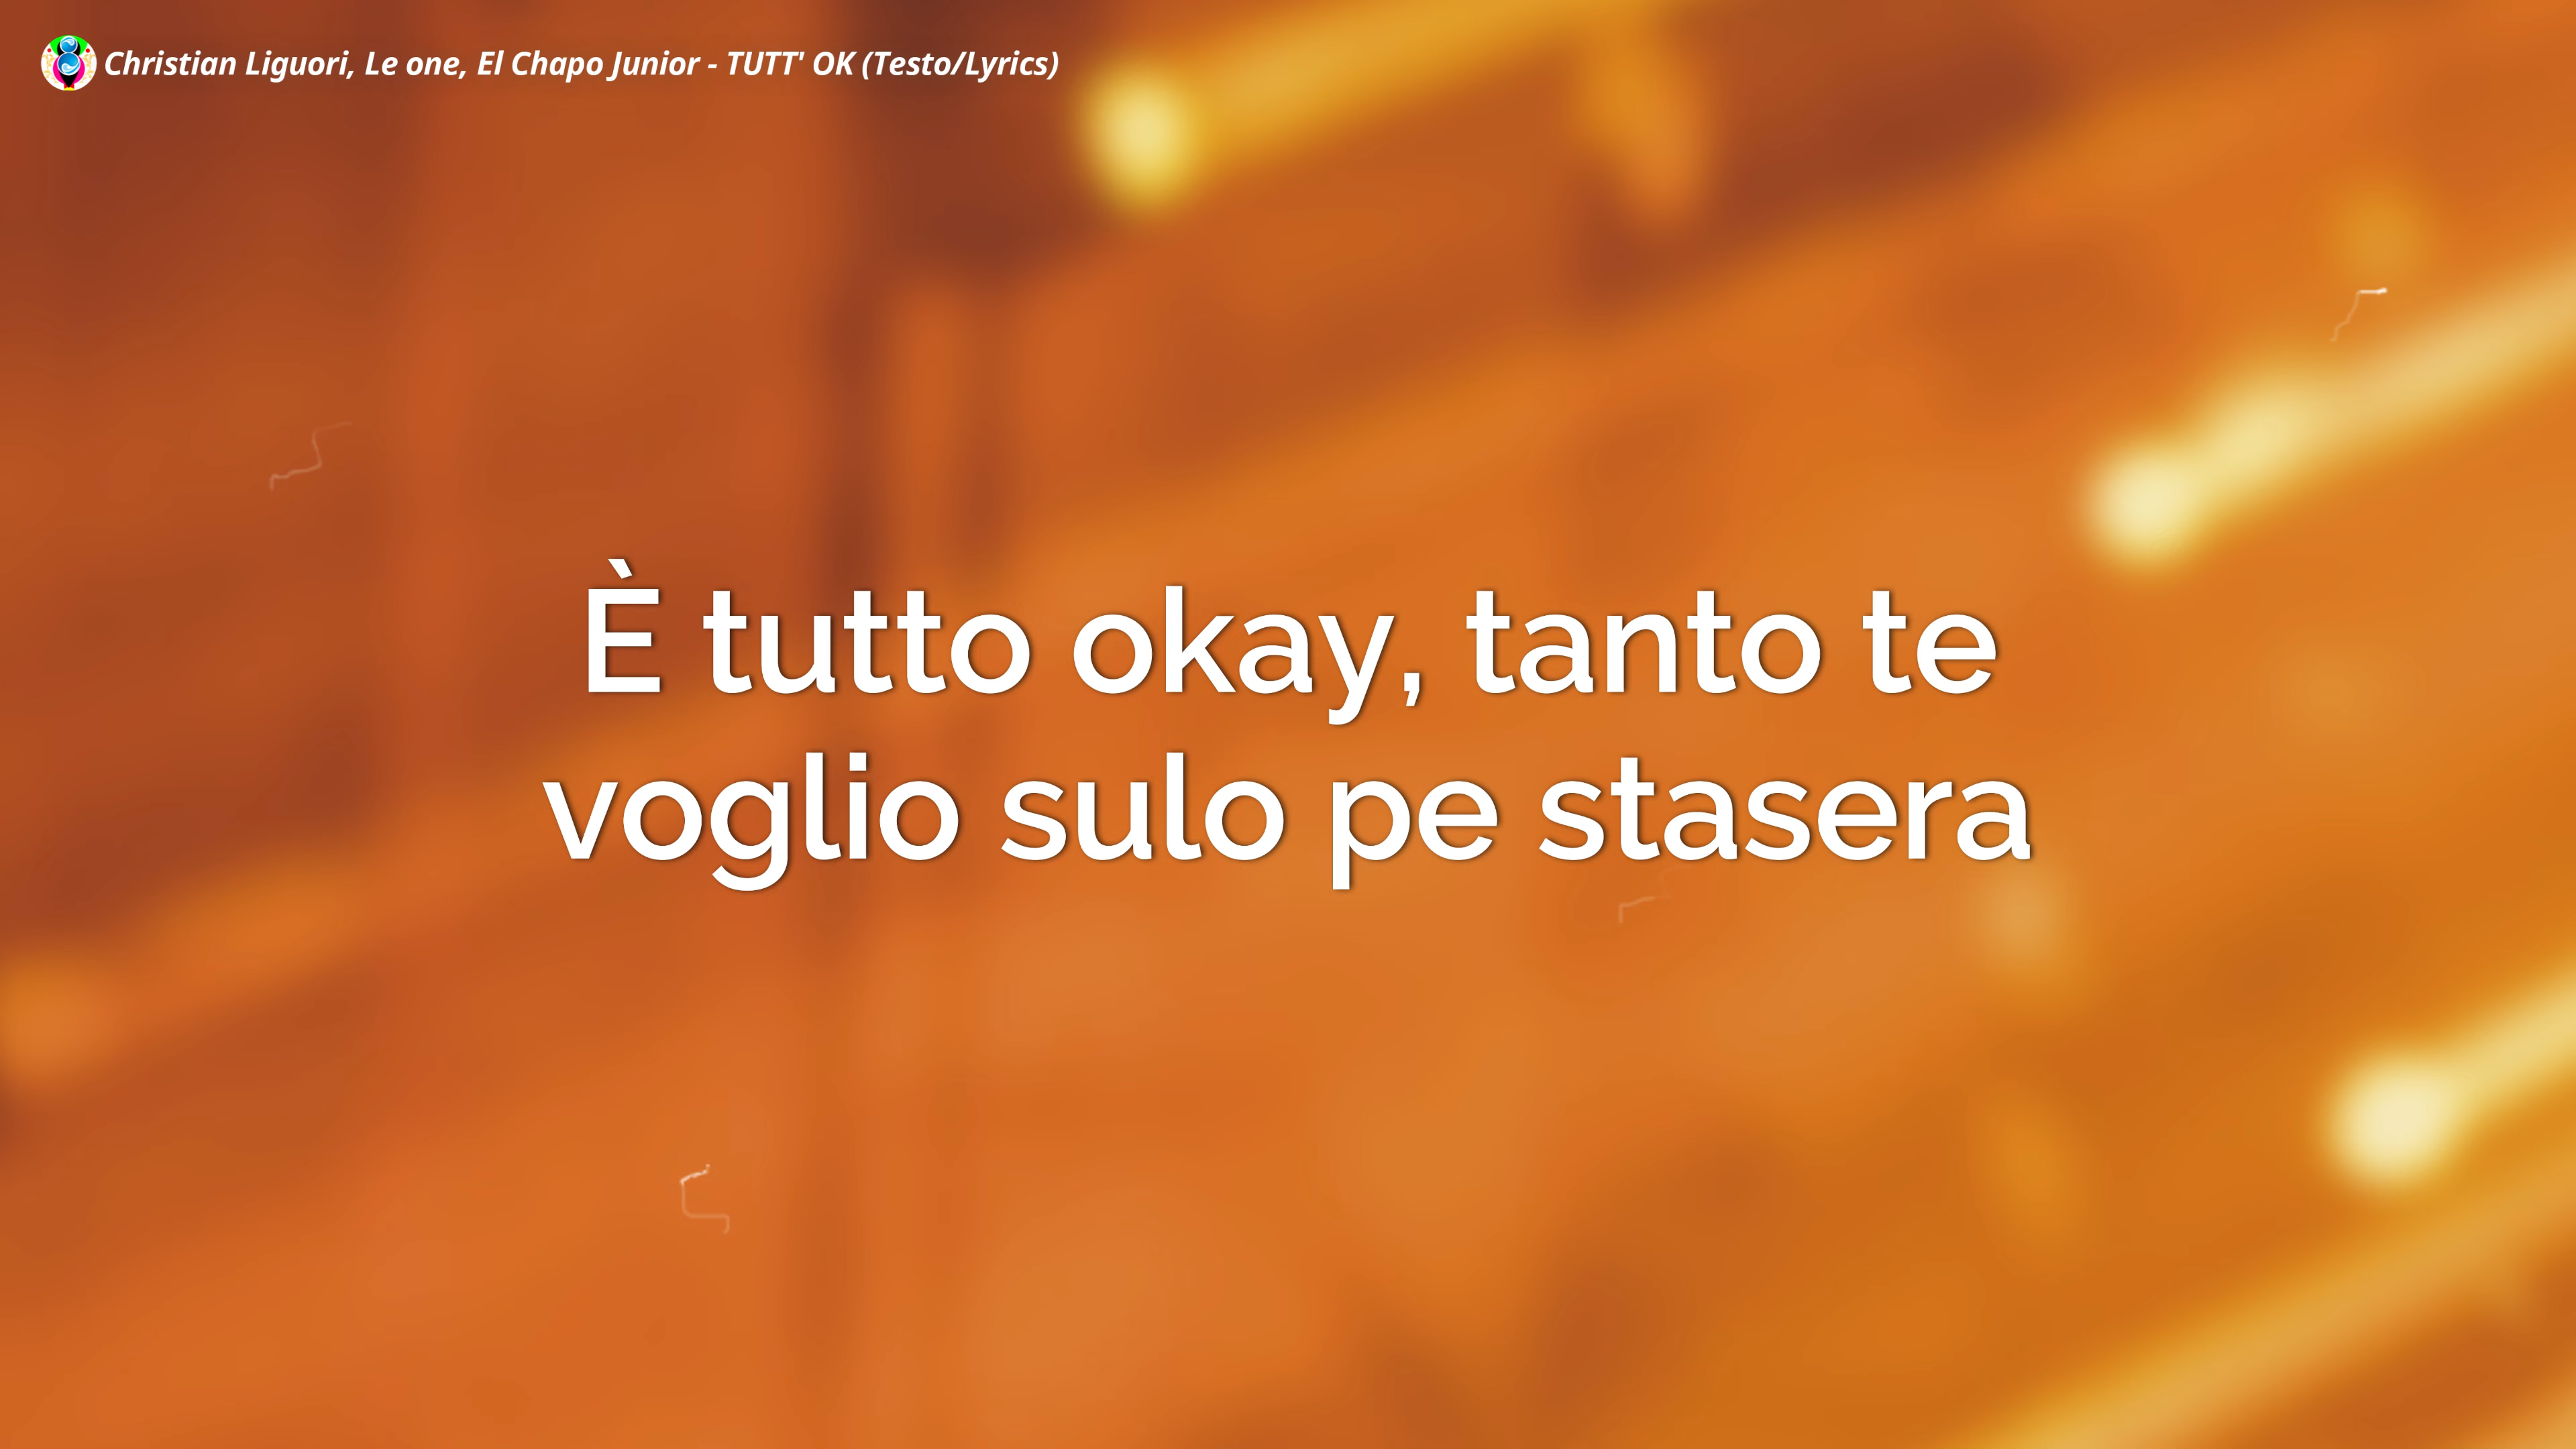 Christian Liguori, Le one, El Chapo Junior - TUTT' OK (Testo/Lyrics)
È tutto okay, tanto te
voglio sulo pe stasera